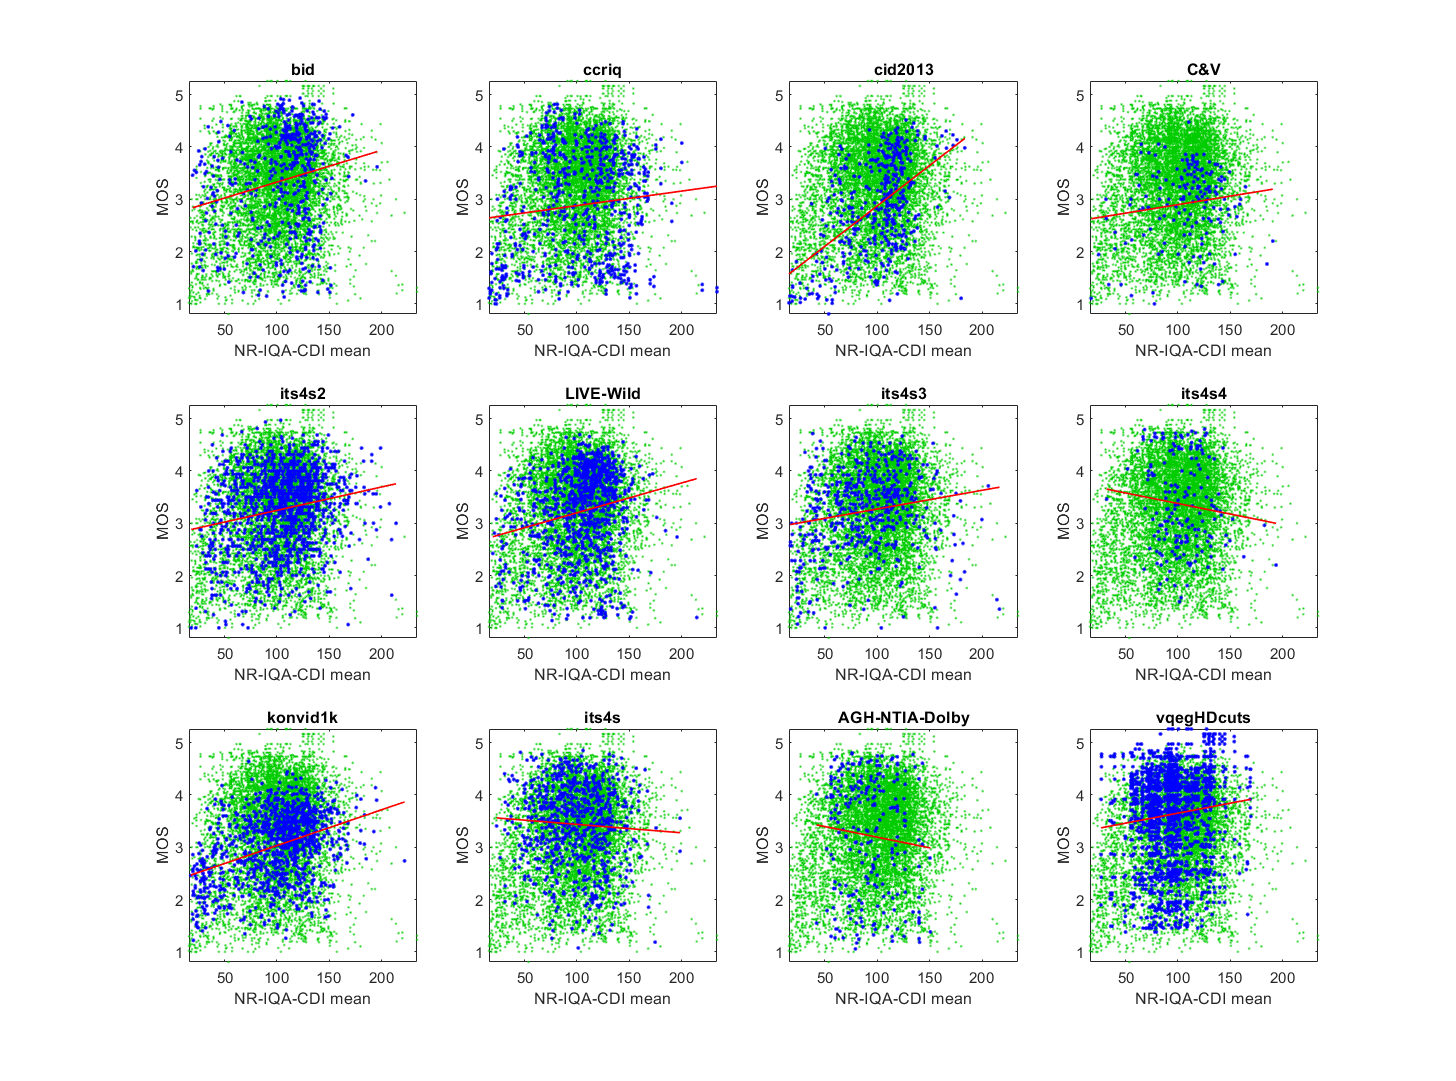 bid
ccriq
cid2013
C&V
5
4
3
2
1
MOS
50 100 150 200
NR-IQA-CDI mean
5
4
3
2
1
MOS
50 100 150 200
NR-IQA-CDI mean
5
4
3
2
1
MOS
50 100 150 200
NR-IQA-CDI mean
5
4
3
2
1
MOS
50 100 150 200
NR-IQA-CDI mean
its4s2
LIVE-Wild
its4s3
its4s4
5
4
3
2
1
MOS
50 100 150 200
NR-IQA-CDI mean
5
4
3
2
1
MOS
50 100 150 200
NR-IQA-CDI mean
5
4
3
2
1
MOS
50 100 150 200
NR-IQA-CDI mean
5
4
3
2
1
MOS
50 100 150 200
NR-IQA-CDI mean
konvid1k
its4s
AGH-NTIA-Dolby
vqegHDcuts
5
4
3
2
1
MOS
50 100 150 200
NR-IQA-CDI mean
5
4
3
2
1
MOS
50 100 150 200
NR-IQA-CDI mean
5
4
3
2
1
MOS
50 100 150 200
NR-IQA-CDI mean
5
4
3
2
1
MOS
50 100 150 200
NR-IQA-CDI mean